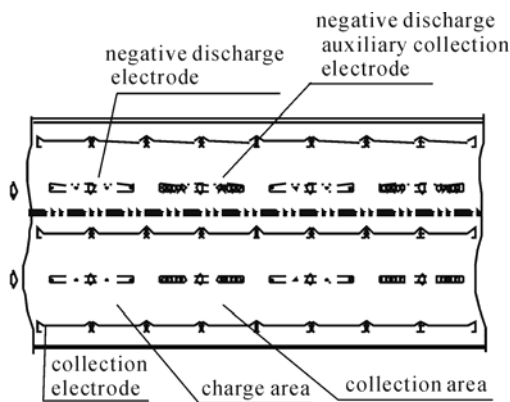 negative discharge
electrode
negative discharge
auxiliary collection
electrode
collection
electrode
charge area
collection area